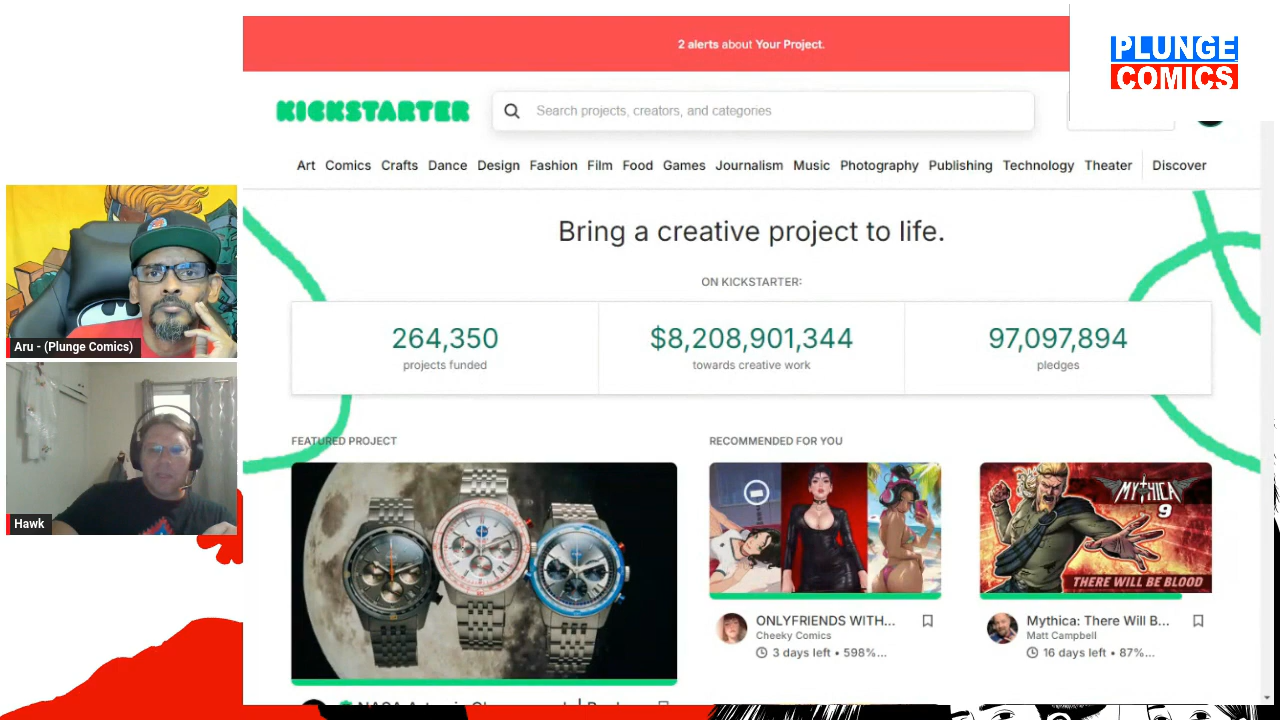 2 alerts about Your Project.
PLUNGE
COMICS
KICKSTARTER
Search projects, creators, and categories
Art Comics Crafts Dance Design Fashion Film Food Games Journalism Music Photography Publishing Technology Theater Discover
Bring a creative project to life.
ON KICKSTARTER:
264,350
projects funded
$8,208,901,344
towards creative work
97,097,894
pledges
Aru - (Plunge Comics)
Hawk
FEATURED PROJECT
RECOMMENDED FOR YOU
MYTHICA
9
THERE WILL BE BLOOD
ONLYFRIENDS WITH...
Cheeky Comics
3 days left • 598%...
Mythica: There Will B...
Matt Campbell
16 days left • 87%...